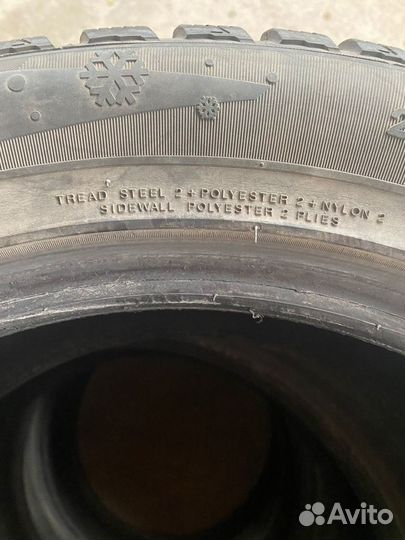 TREAD STEEL 2+POLYESTER 2+NYLON 2
SIDEWALL POLYESTER 2 PLIES
Avito